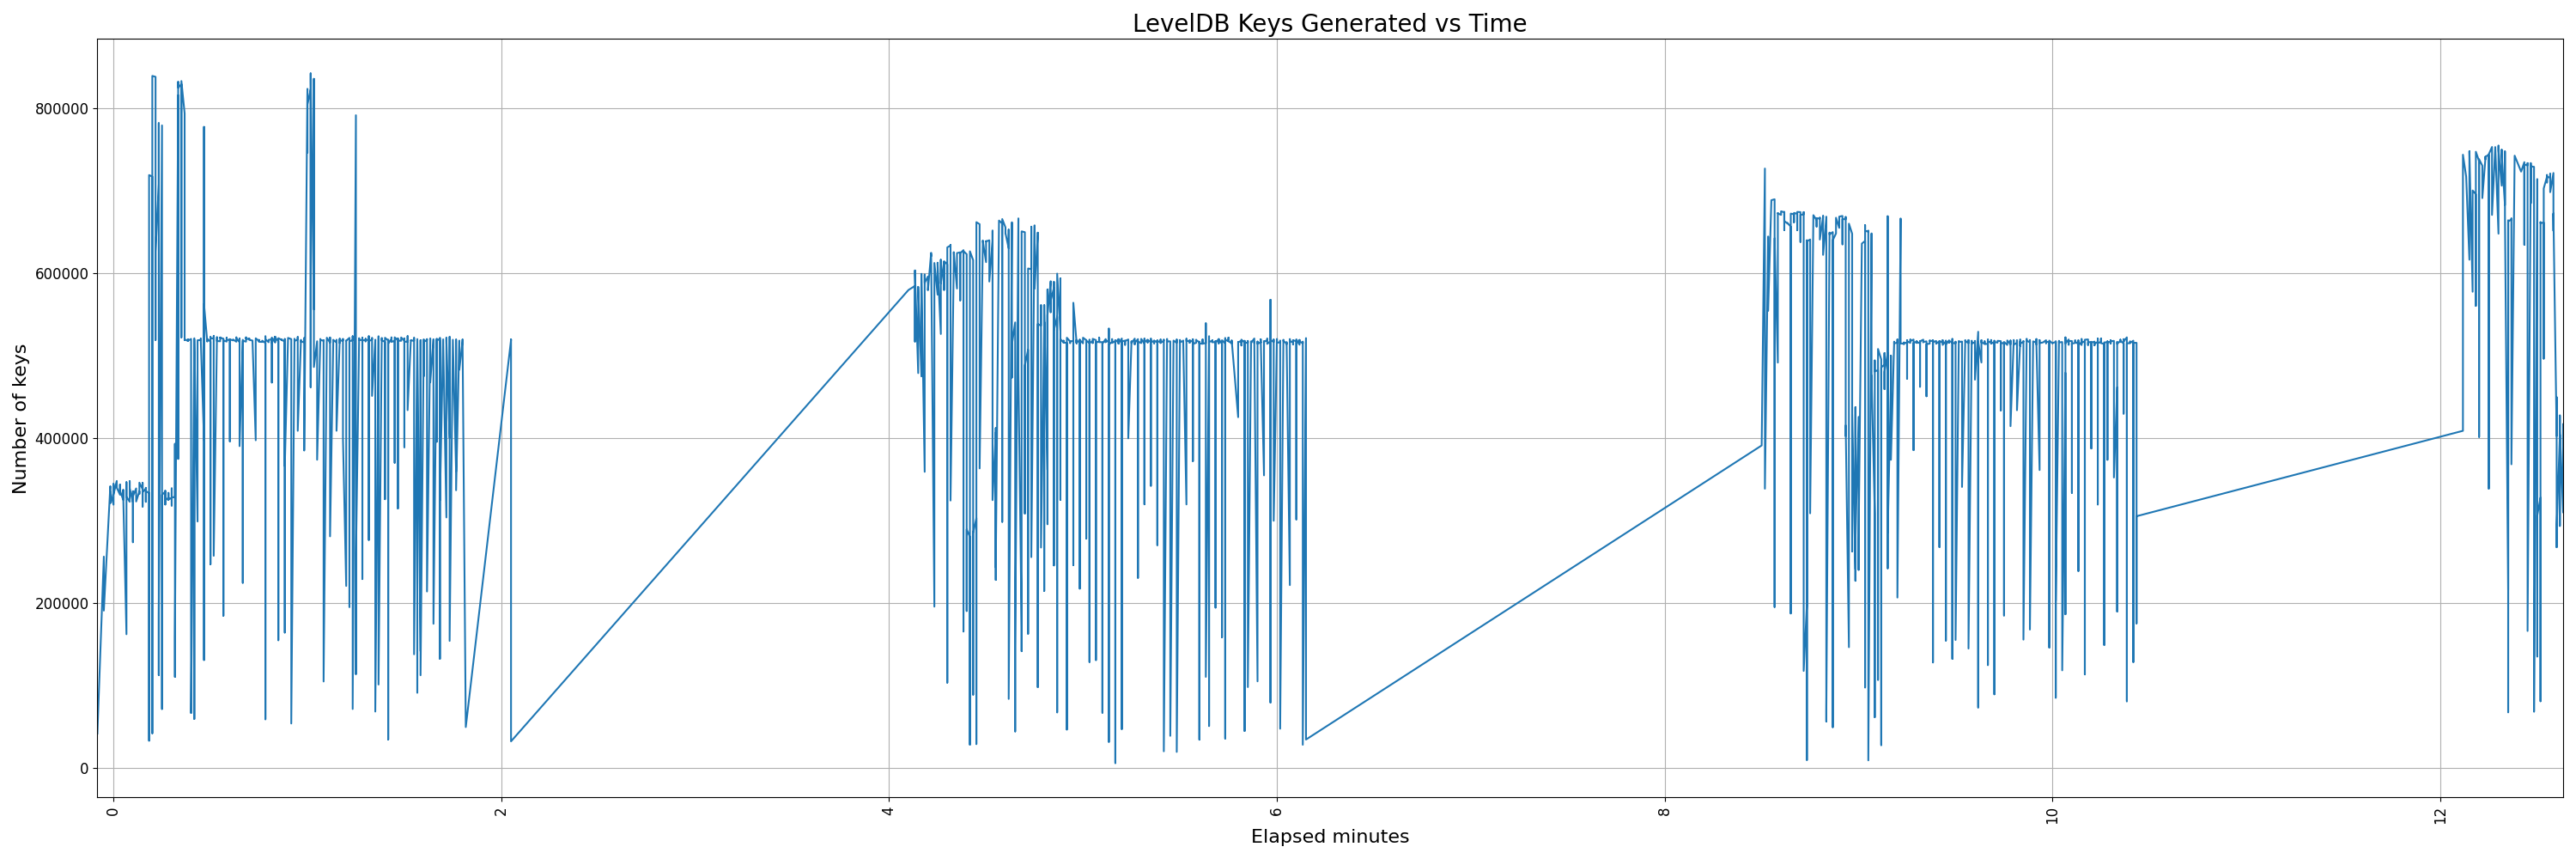 LevelDB Keys Generated vs Time
Number of keys
800000
600000
400000
200000
0
0 2 4 6 8 10 12
Elapsed minutes